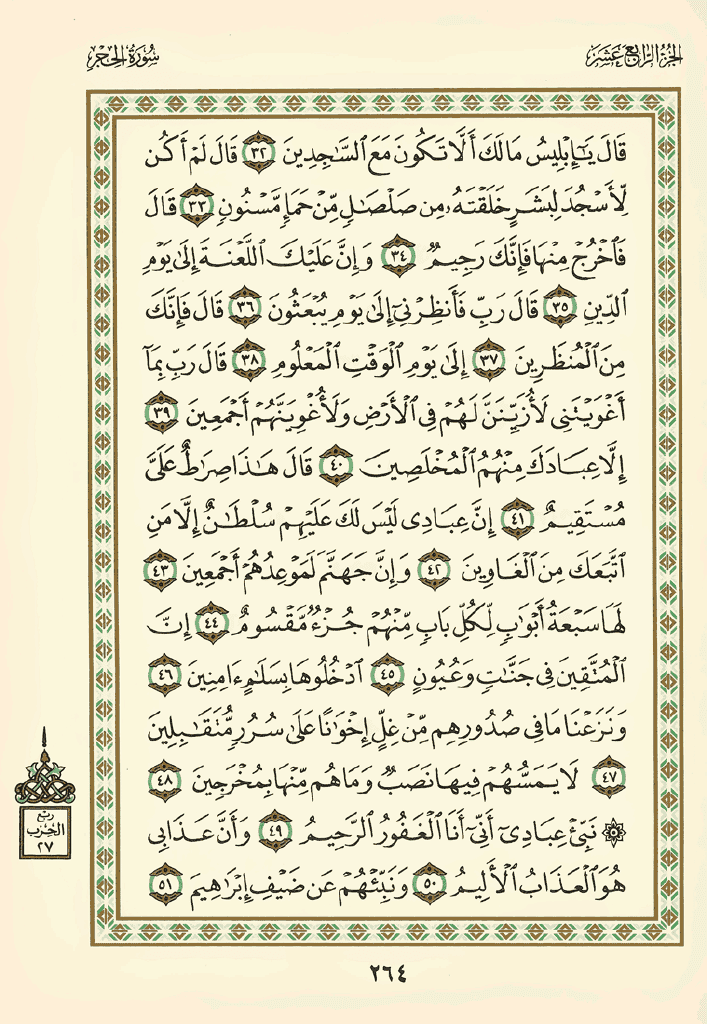 الجزء الرابع عشر
سورة الحجر
قَالَ يَٰٓإِبْلِيسُ مَا لَكَ أَلَّا تَكُونَ مَعَ ٱلسَّٰجِدِينَ ٣٢ قَالَ لَمْ أَكُن
لِّأَسْجُدَ لِبَشَرٍ خَلَقْتَهُۥ مِن صَلْصَٰلٍ مِّنْ حَمَإٍ مَّسْنُونٍ ٣٣ قَالَ
فَٱخْرُجْ مِنْهَا فَإِنَّكَ رَجِيمٌ ٣٤ وَإِنَّ عَلَيْكَ ٱللَّعْنَةَ إِلَىٰ يَوْمِ
ٱلدِّينِ ٣٥ قَالَ رَبِّ فَأَنظِرْنِىٓ إِلَىٰ يَوْمِ يُبْعَثُونَ ٣٦ قَالَ فَإِنَّكَ
مِنَ ٱلْمُنظَرِينَ ٣٧ إِلَىٰ يَوْمِ ٱلْوَقْتِ ٱلْمَعْلُومِ ٣٨ قَالَ رَبِّ بِمَآ
أَغْوَيْتَنِى لَأُزَيِّنَنَّ لَهُمْ فِى ٱلْأَرْضِ وَلَأُغْوِيَنَّهُمْ أَجْمَعِينَ ٣٩
إِلَّا عِبَادَكَ مِنْهُمُ ٱلْمُخْلَصِينَ ٤٠ قَالَ هَٰذَا صِرَٰطٌ عَلَىَّ
مُسْتَقِيمٌ ٤١ إِنَّ عِبَادِى لَيْسَ لَكَ عَلَيْهِمْ سُلْطَٰنٌ إِلَّا مَنِ
ٱتَّبَعَكَ مِنَ ٱلْغَاوِينَ ٤٢ وَإِنَّ جَهَنَّمَ لَمَوْعِدُهُمْ أَجْمَعِينَ ٤٣
لَهَا سَبْعَةُ أَبْوَٰبٍ لِّكُلِّ بَابٍ مِّنْهُمْ جُزْءٌ مَّقْسُومٌ ٤٤ إِنَّ
ٱلْمُتَّقِينَ فِى جَنَّٰتٍ وَعُيُونٍ ٤٥ ٱدْخُلُوهَا بِسَلَٰمٍ ءَامِنِينَ ٤٦
وَنَزَعْنَا مَا فِى صُدُورِهِم مِّنْ غِلٍّ إِخْوَٰنًا عَلَىٰ سُرُرٍ مُّتَقَٰبِلِينَ
٤٧ لَا يَمَسُّهُمْ فِيهَا نَصَبٌ وَمَا هُم مِّنْهَا بِمُخْرَجِينَ ٤٨
۞ نَبِّئْ عِبَادِىٓ أَنِّىٓ أَنَا ٱلْغَفُورُ ٱلرَّحِيمُ ٤٩ وَأَنَّ عَذَابِى
هُوَ ٱلْعَذَابُ ٱلْأَلِيمُ ٥٠ وَنَبِّئْهُمْ عَن ضَيْفِ إِبْرَٰهِيمَ ٥١
ربع
الحزب
٢٧
٢٦٤